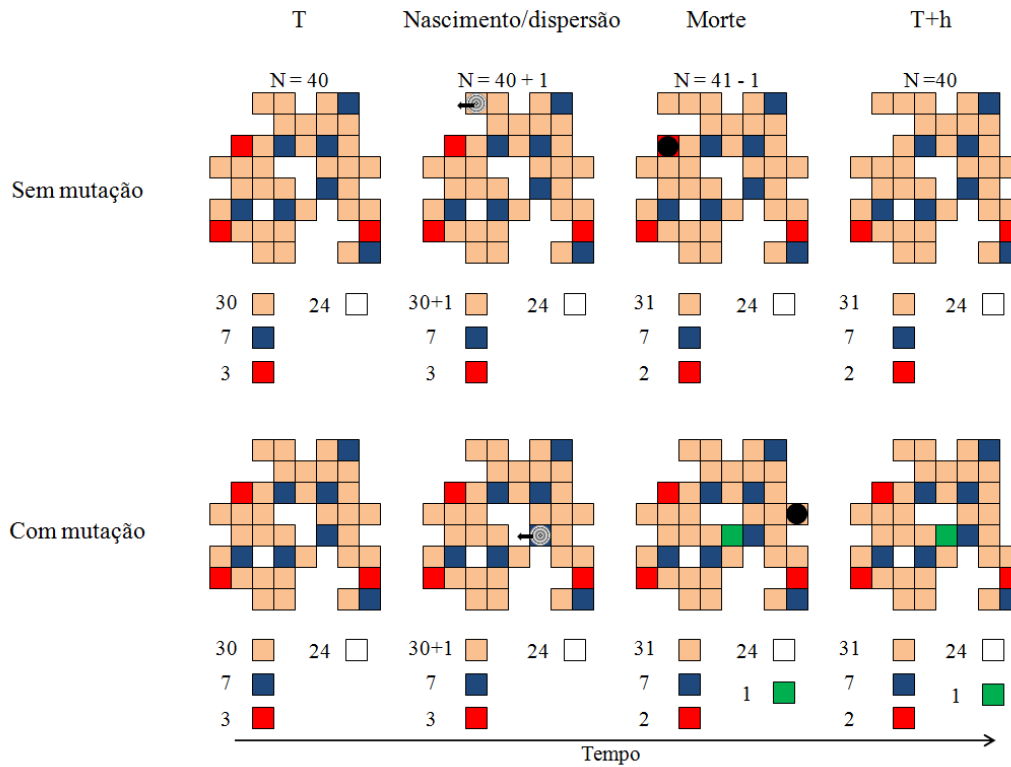 T Nascimento/dispersão Morte T+h
N = 40 N = 40 + 1 N = 41 - 1 N =40
Sem mutação
30 24 30+1 24 31 24 31 24
7 7 7 7
3 3 2 2
Com mutação
30 24 30+1 24 31 24 31 24
7 7 7 1 7 1
3 3 2 2
Tempo